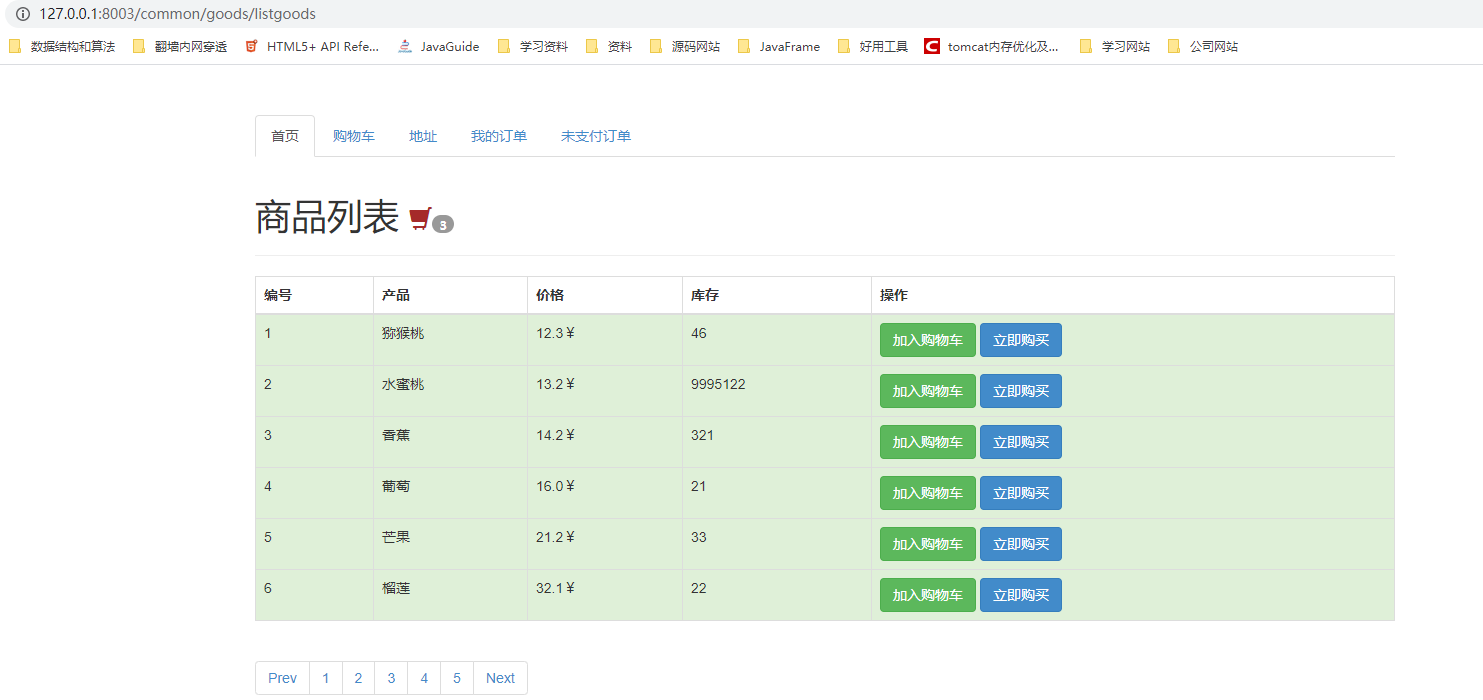 127.0.0.1:8003/common/goods/listgoods
数据结构和算法 翻墙内网穿透 HTML5+ API Refe... JavaGuide 学习资料 资料 源码网站 JavaFrame 好用工具 tomcat内存优化及... 学习网站 公司网站
首页 购物车 地址 我的订单 未支付订单
商品列表 3
编号 产品 价格 库存 操作
1 猕猴桃 12.3¥ 46 加入购物车 立即购买
2 水蜜桃 13.2¥ 9995122 加入购物车 立即购买
3 香蕉 14.2¥ 321 加入购物车 立即购买
4 葡萄 16.0¥ 21 加入购物车 立即购买
5 芒果 21.2¥ 33 加入购物车 立即购买
6 榴莲 32.1¥ 22 加入购物车 立即购买
Prev 1 2 3 4 5 Next